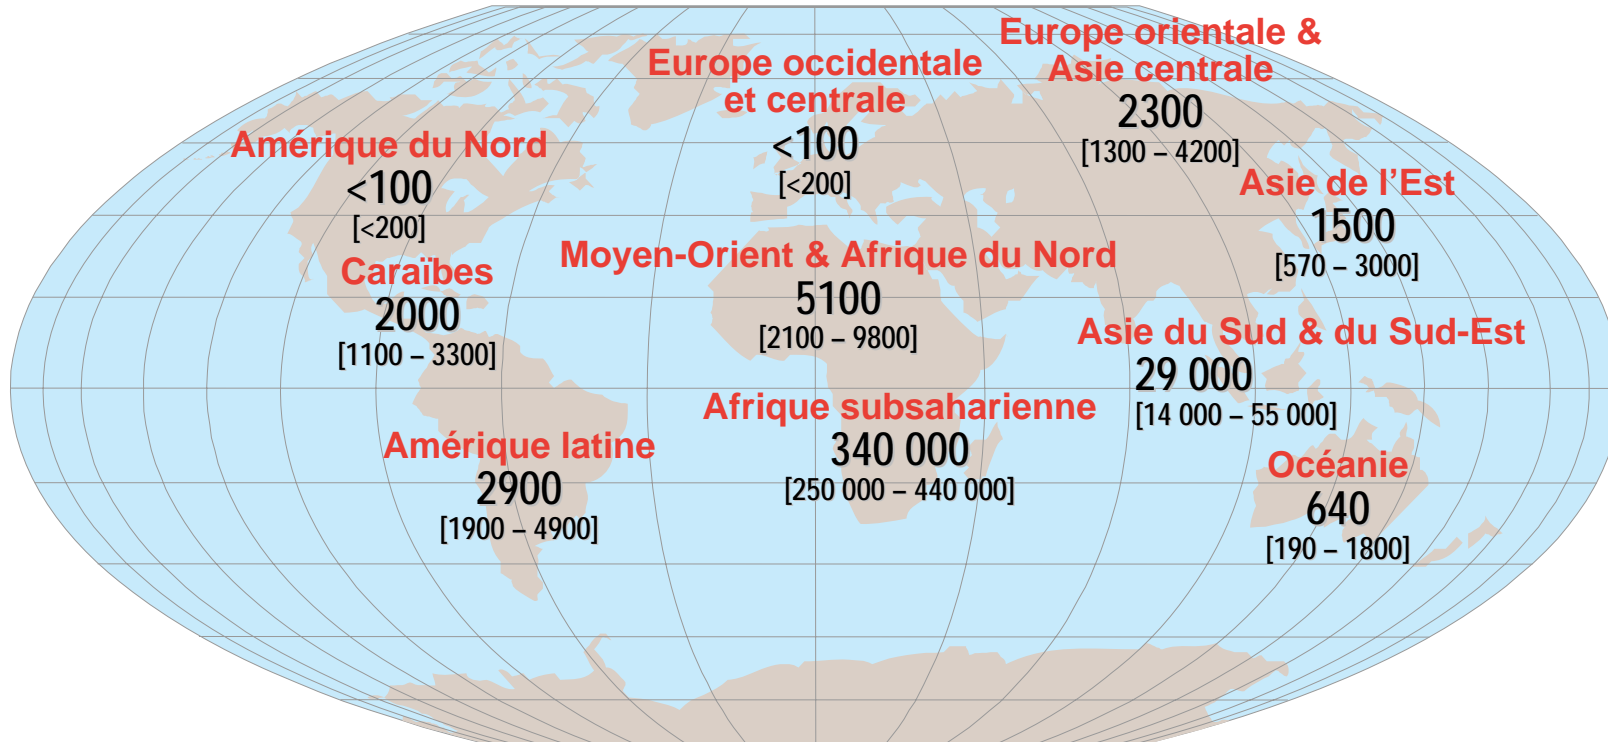 Europe orientale &
Asie centrale
2300
[1300 – 4200]
Europe occidentale
et centrale
<100
[<200]
Amérique du Nord
<100
[<200]
Asie de l’Est
1500
[570 – 3000]
Moyen-Orient & Afrique du Nord
5100
[2100 – 9800]
Caraïbes
2000
[1100 – 3300]
Asie du Sud & du Sud-Est
29 000
[14 000 – 55 000]
Afrique subsaharienne
340 000
[250 000 – 440 000]
Amérique latine
2900
[1900 – 4900]
Océanie
640
[190 – 1800]